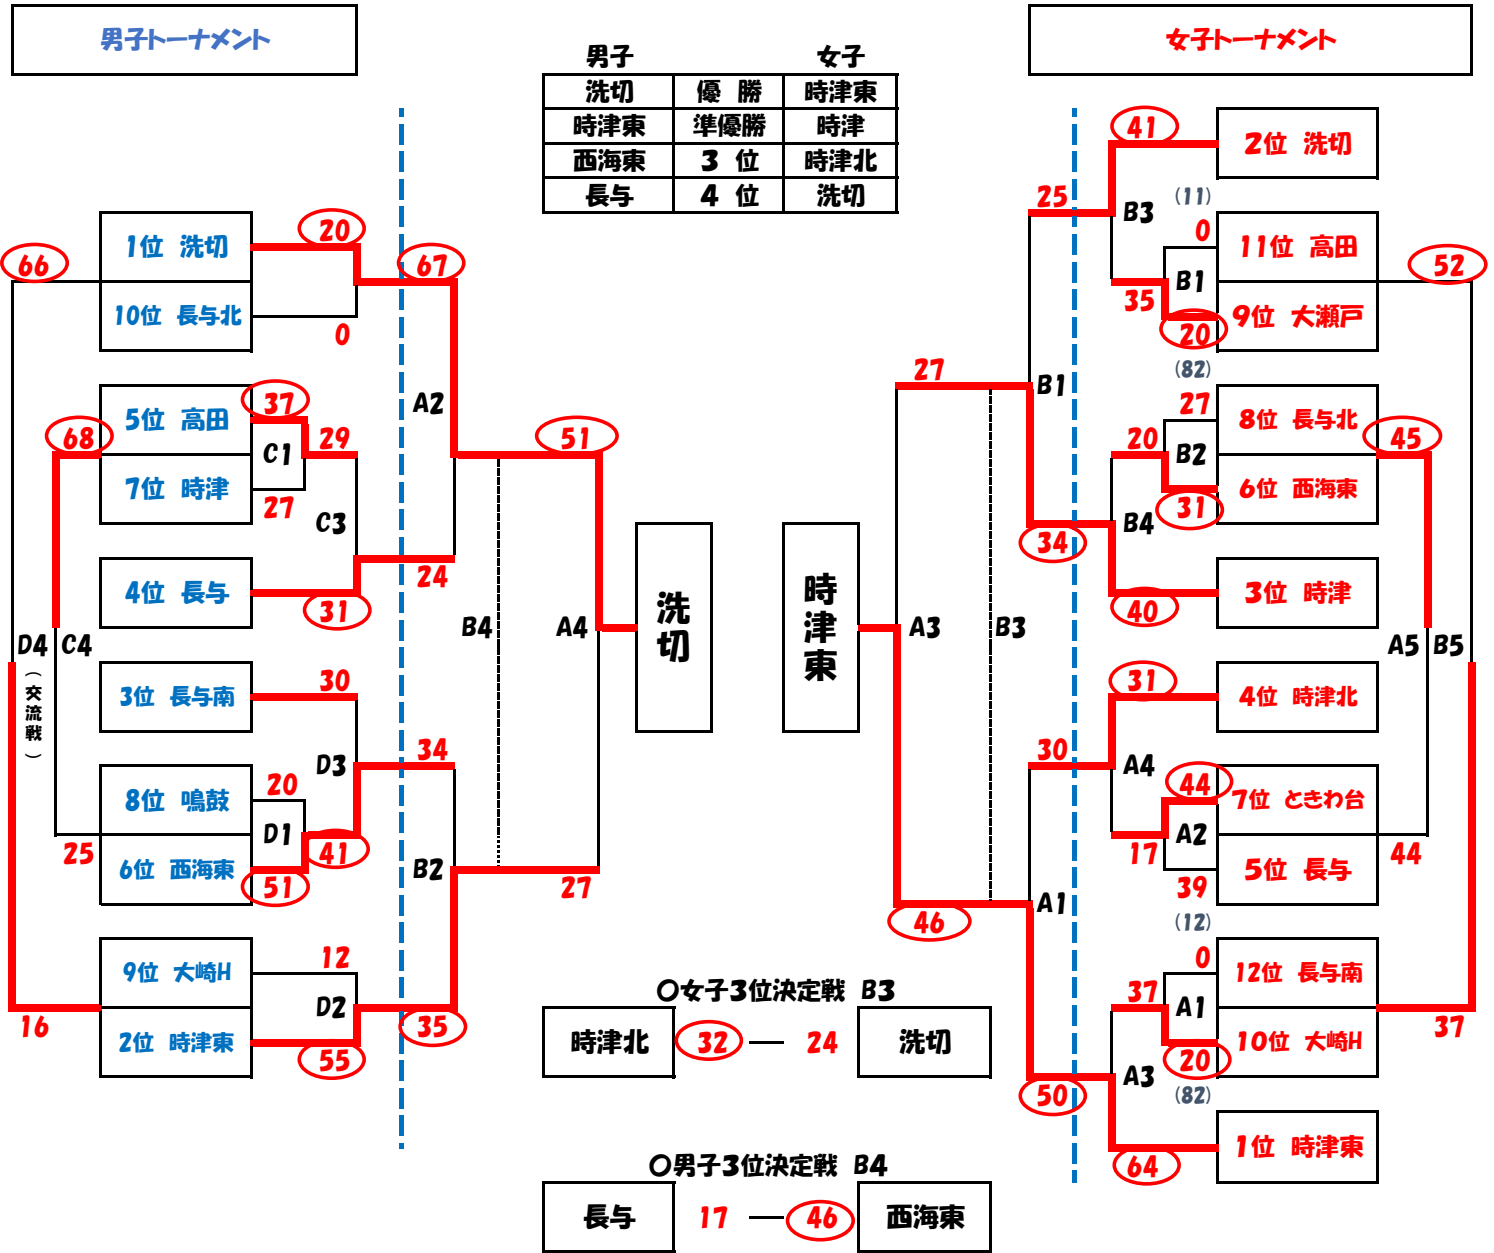 男子トーナメント
女子トーナメント
男子 女子
洗切 優 勝 時津東
時津東 準優勝 時津
西海東 3 位 時津北
長与 4 位 洗切
66
1位 洗切
20
67
10位 長与北
0
5位 高田
37
68
C1
29
7位 時津
27
A2
C3
4位 長与
31
24
51
D4
C4
(交流戦)
B4
A4
洗切
3位 長与南
30
D3
34
8位 鳴鼓
20
D1
25
6位 西海東
51
41
B2
27
9位 大崎H
12
D2
16
2位 時津東
55
35
41
2位 洗切
25
B3
(11)
0
11位 高田
52
B1
35
20
9位 大瀬戸
(82)
27
B1
27
8位 長与北
45
20
B2
31
6位 西海東
B4
34
40
3位 時津
時津東
A3
B3
A5
B5
31
4位 時津北
30
A4
44
7位 ときわ台
17
A2
39
5位 長与
44
46
A1
(12)
0
12位 長与南
37
A1
20
10位 大崎H
37
A3
(82)
50
64
1位 時津東
○女子3位決定戦 B3
時津北 32 — 24 洗切
○男子3位決定戦 B4
長与 17 — 46 西海東